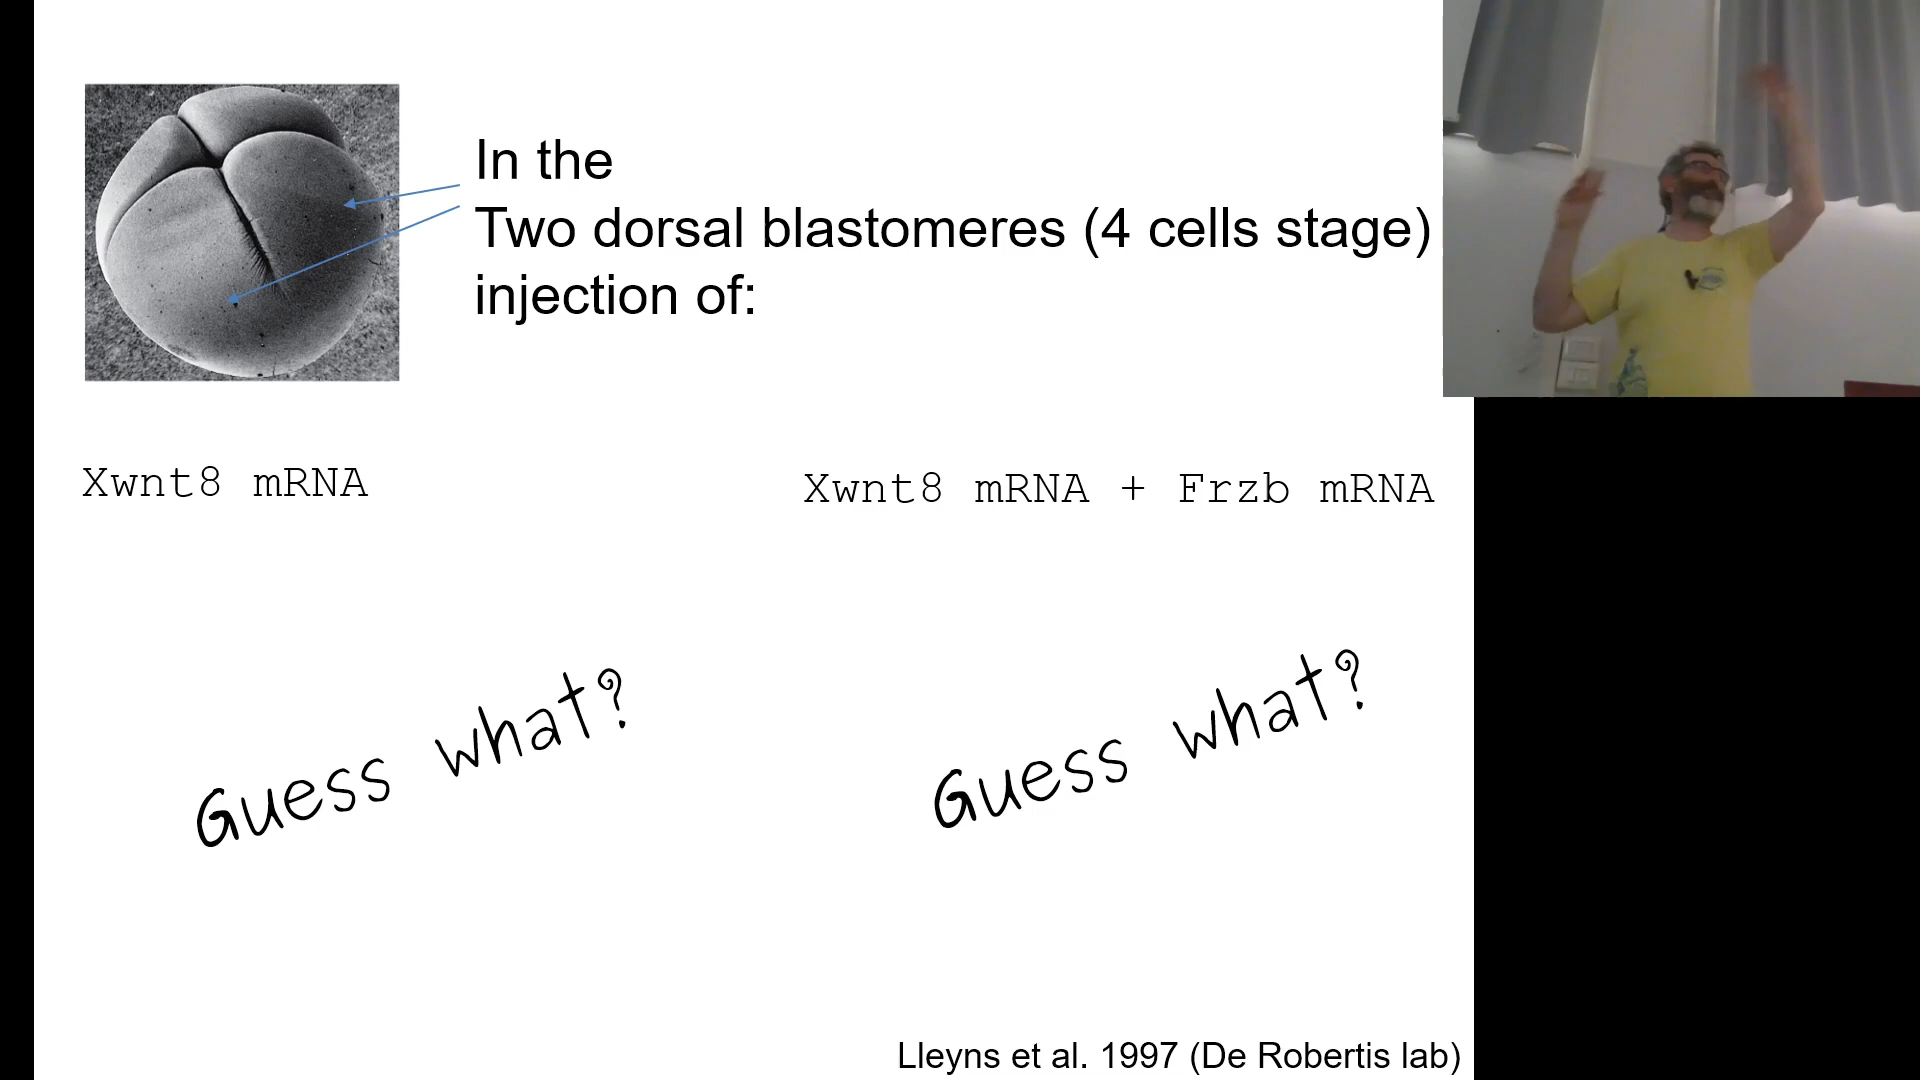 In the
Two dorsal blastomeres (4 cells stage)
injection of:
Xwnt8 mRNA
Xwnt8 mRNA + Frzb mRNA
Guess what?
Guess what?
Lleyns et al. 1997 (De Robertis lab)